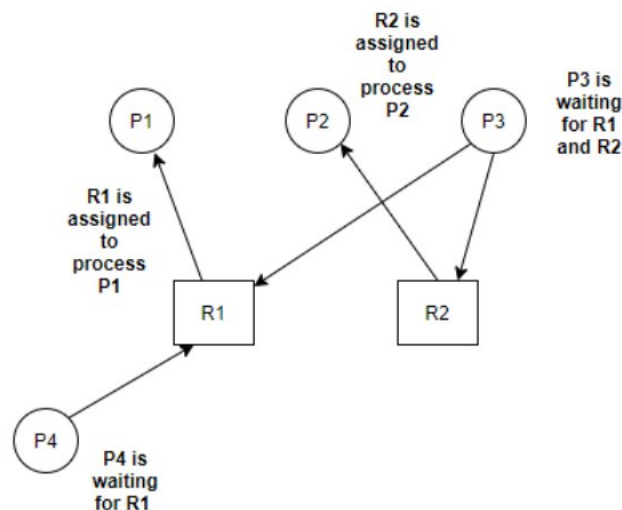 R2 is
assigned
to
process
P2
P1
P2
P3
P3 is
waiting
for R1
and R2
R1 is
assigned
to
process
P1
R1
R2
P4
P4 is
waiting
for R1